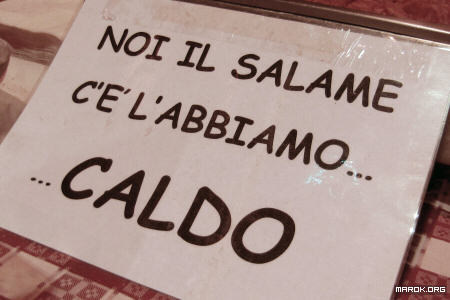 NOI IL SALAME
C'É L'ABBIAMO...
...CALDO
MAROK.ORG